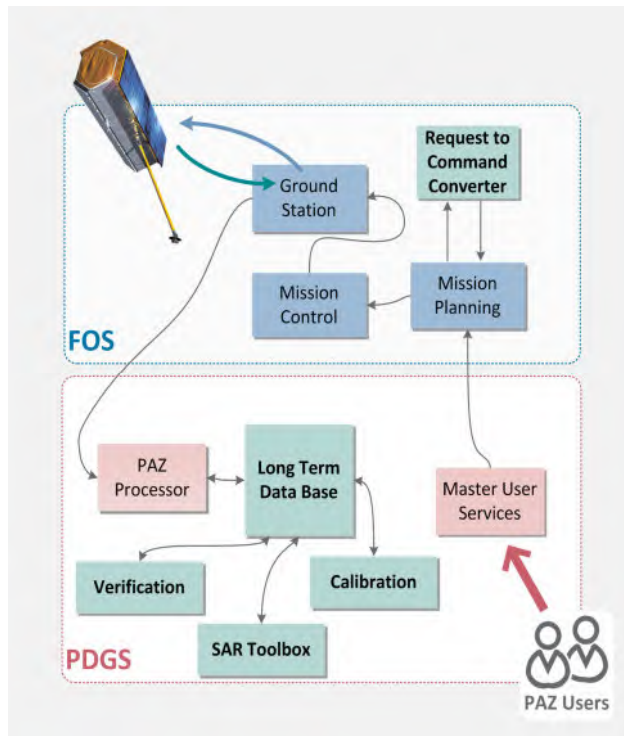 Request to
Command
Converter
Ground
Station
Mission
Control
Mission
Planning
FOS
PAZ
Processor
Long Term
Data Base
Master User
Services
Verification
Calibration
SAR Toolbox
PDGS
PAZ Users